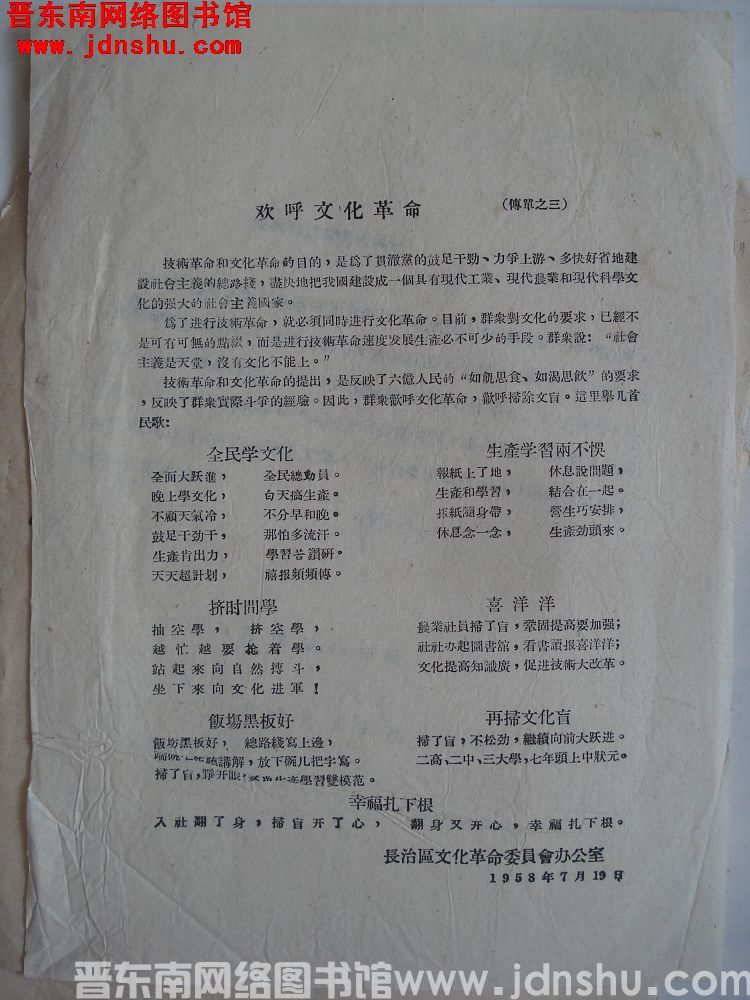 晋东南网络图书馆
www.jdnshu.com
欢呼文化革命 (傳單之三)
技術革命和文化革命的目的，是爲了貫澈黨的鼓足干勁、力爭上游、多快好省地建
設社會主義的總路綫，盡快地把我國建設成一個具有現代工業、現代農業和現代科學文
化的强大的社會主義國家。
爲了进行技術革命，就必須同時进行文化革命。目前，群衆對文化的要求，已經不
是可有可無的點綴，而是进行技術革命速度发展生產必不可少的手段。群衆說：“社會
主義是天堂，沒有文化不能上。”
技術革命和文化革命的提出，是反映了六億人民的“如飢思食、如渴思飲”的要求
，反映了群衆實際斗爭的經驗。因此，群衆歡呼文化革命，歡呼掃除文盲。這里举几首
民歌：
全民学文化
全面大跃進， 全民總動員。
晚上學文化， 白天搞生產。
不顧天氣冷， 不分早和晚。
鼓足干劲干， 那怕多流汗。
生產肯出力， 學習苦鑽研。
天天超計划， 禧报頻頻傳。
生產学習兩不悞
報紙上了地， 休息說問題，
生產和學習， 結合在一起。
报紙隨身帶， 營生巧安排，
休息念一念， 生產劲頭來。
挤时間學
抽空學，挤空學，
越忙越要抢着學。
站起來向自然搏斗，
坐下來向文化进軍！
喜洋洋
農業社員掃了盲，鞏固提高要加强；
社社办起圖書舘，看書讀报喜洋洋；
文化提高知識廣，促进技術大改革。
飯塲黑板好
飯塲黑板好， 總路綫寫上邊，
講解，放下碗儿把字寫。
掃了盲，睜开眼，產學習雙模范。
再掃文化盲
掃了盲，不松劲，繼續向前大跃进。
二高、二中、三大學，七年頭上中狀元。
幸福扎下根
入社翻了身，掃盲开了心， 翻身又开心，幸福扎下根。
長治區文化革命委員會办公室
1958年7月19日
晋东南网络图书馆www.jdnshu.com